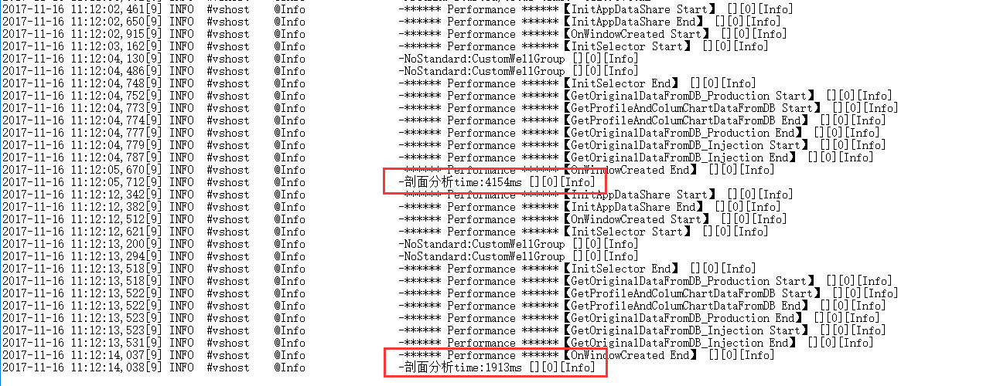 2017-11-16 11:12:02,461[9] INFO #vshost @Info -****** Performance ******【InitAppDataShare Start】 [][0][Info]
2017-11-16 11:12:02,650[9] INFO #vshost @Info -****** Performance ******【InitAppDataShare End】 [][0][Info]
2017-11-16 11:12:02,915[9] INFO #vshost @Info -****** Performance ******【OnWindowCreated Start】 [][0][Info]
2017-11-16 11:12:03,162[9] INFO #vshost @Info -****** Performance ******【InitSelector Start】 [][0][Info]
2017-11-16 11:12:04,130[9] INFO #vshost @Info -NoStandard:CustomWellGroup [][0][Info]
2017-11-16 11:12:04,486[9] INFO #vshost @Info -NoStandard:CustomWellGroup [][0][Info]
2017-11-16 11:12:04,748[9] INFO #vshost @Info -****** Performance ******【InitSelector End】 [][0][Info]
2017-11-16 11:12:04,752[9] INFO #vshost @Info -****** Performance ******【GetOriginalDataFromDB_Production Start】 [][0][Info]
2017-11-16 11:12:04,773[9] INFO #vshost @Info -****** Performance ******【GetProfileAndColumChartDataFromDB Start】 [][0][Info]
2017-11-16 11:12:04,774[9] INFO #vshost @Info -****** Performance ******【GetProfileAndColumChartDataFromDB End】 [][0][Info]
2017-11-16 11:12:04,777[9] INFO #vshost @Info -****** Performance ******【GetOriginalDataFromDB_Production End】 [][0][Info]
2017-11-16 11:12:04,779[9] INFO #vshost @Info -****** Performance ******【GetOriginalDataFromDB_Injection Start】 [][0][Info]
2017-11-16 11:12:04,787[9] INFO #vshost @Info -****** Performance ******【GetOriginalDataFromDB_Injection End】 [][0][Info]
2017-11-16 11:12:05,670[9] INFO #vshost @Info -****** Performance ******【OnWindowCreated End】 [][0][Info]
2017-11-16 11:12:05,712[9] INFO #vshost @Info -剖面分析time:4154ms [][0][Info]
2017-11-16 11:12:12,342[9] INFO #vshost @Info -****** Performance ******【InitAppDataShare Start】 [][0][Info]
2017-11-16 11:12:12,382[9] INFO #vshost @Info -****** Performance ******【InitAppDataShare End】 [][0][Info]
2017-11-16 11:12:12,512[9] INFO #vshost @Info -****** Performance ******【OnWindowCreated Start】 [][0][Info]
2017-11-16 11:12:12,621[9] INFO #vshost @Info -****** Performance ******【InitSelector Start】 [][0][Info]
2017-11-16 11:12:13,200[9] INFO #vshost @Info -NoStandard:CustomWellGroup [][0][Info]
2017-11-16 11:12:13,294[9] INFO #vshost @Info -NoStandard:CustomWellGroup [][0][Info]
2017-11-16 11:12:13,518[9] INFO #vshost @Info -****** Performance ******【InitSelector End】 [][0][Info]
2017-11-16 11:12:13,518[9] INFO #vshost @Info -****** Performance ******【GetOriginalDataFromDB_Production Start】 [][0][Info]
2017-11-16 11:12:13,522[9] INFO #vshost @Info -****** Performance ******【GetProfileAndColumChartDataFromDB Start】 [][0][Info]
2017-11-16 11:12:13,522[9] INFO #vshost @Info -****** Performance ******【GetProfileAndColumChartDataFromDB End】 [][0][Info]
2017-11-16 11:12:13,523[9] INFO #vshost @Info -****** Performance ******【GetOriginalDataFromDB_Production End】 [][0][Info]
2017-11-16 11:12:13,523[9] INFO #vshost @Info -****** Performance ******【GetOriginalDataFromDB_Injection Start】 [][0][Info]
2017-11-16 11:12:13,531[9] INFO #vshost @Info -****** Performance ******【GetOriginalDataFromDB_Injection End】 [][0][Info]
2017-11-16 11:12:14,037[9] INFO #vshost @Info -****** Performance ******【OnWindowCreated End】 [][0][Info]
2017-11-16 11:12:14,038[9] INFO #vshost @Info -剖面分析time:1913ms [][0][Info]